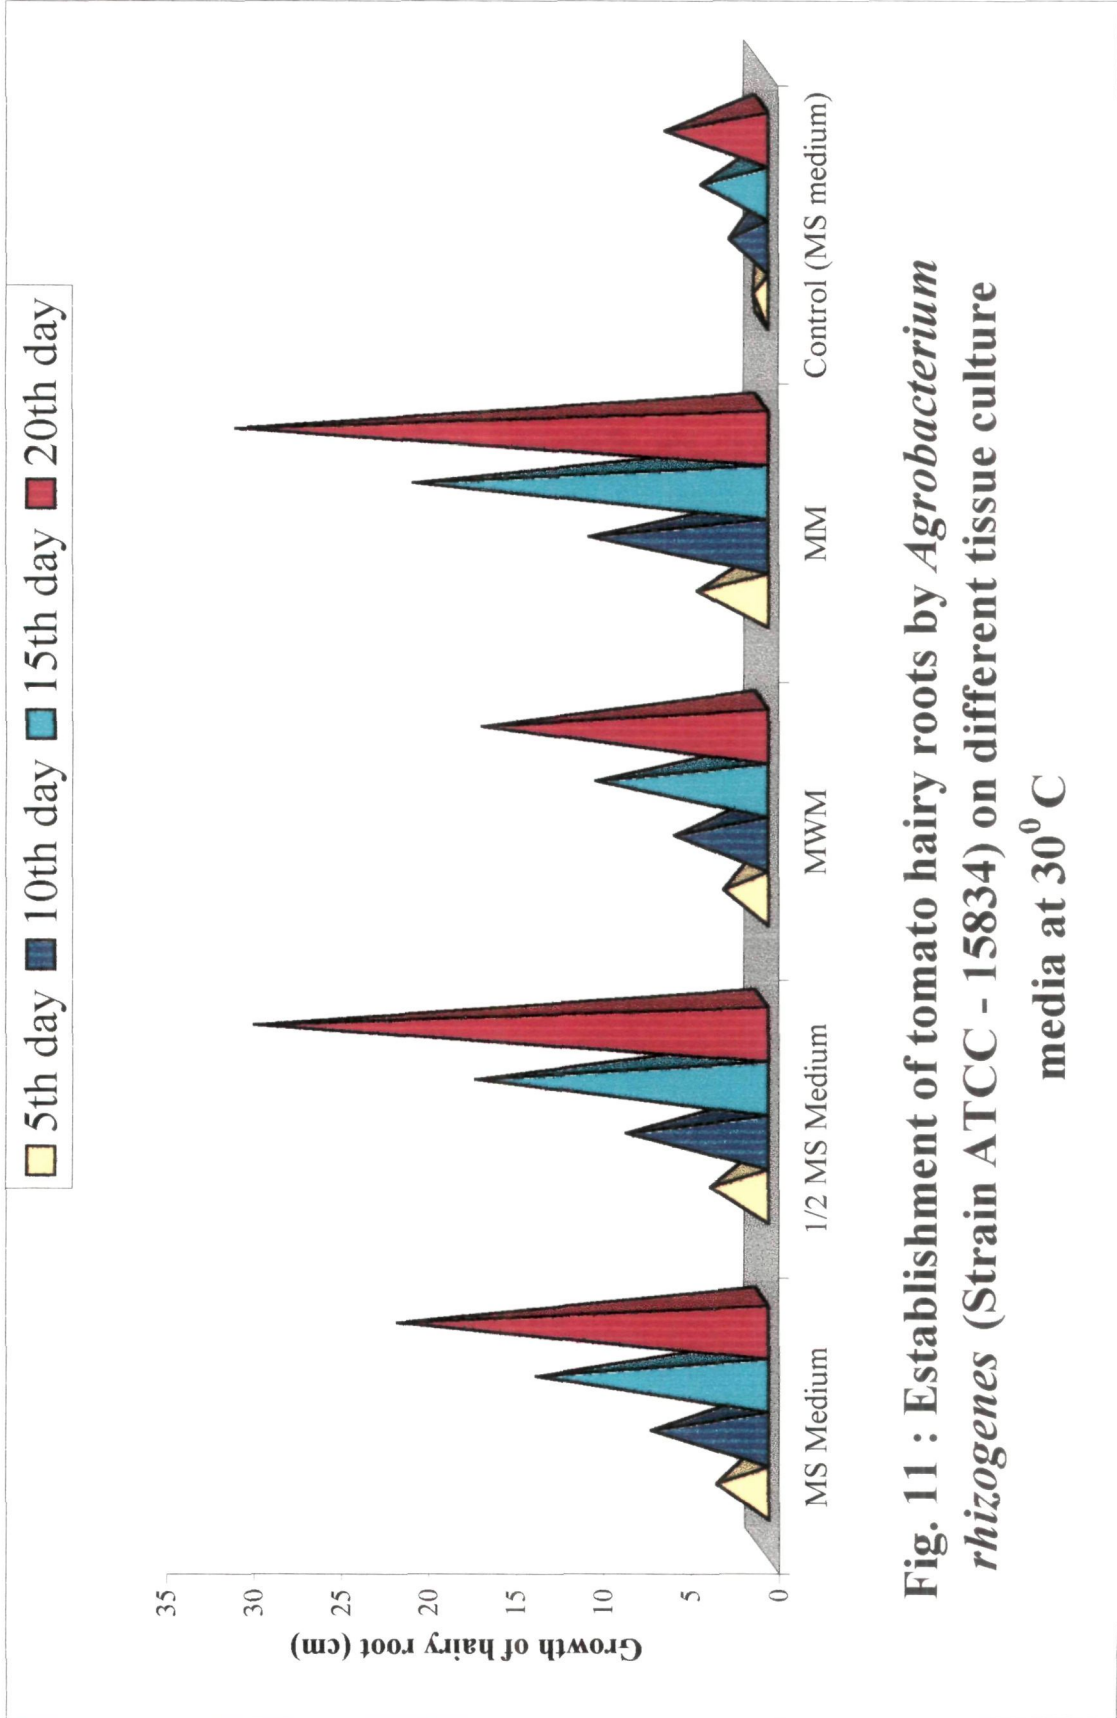 5th day 10th day 15th day 20th day
Growth of hairy root (cm)
35
30
25
20
15
10
5
0
MS Medium
1/2 MS Medium
MWM
MM
Control (MS medium)
Fig. 11 : Establishment of tomato hairy roots by Agrobacterium
rhizogenes (Strain ATCC - 15834) on different tissue culture
media at 30⁰ C